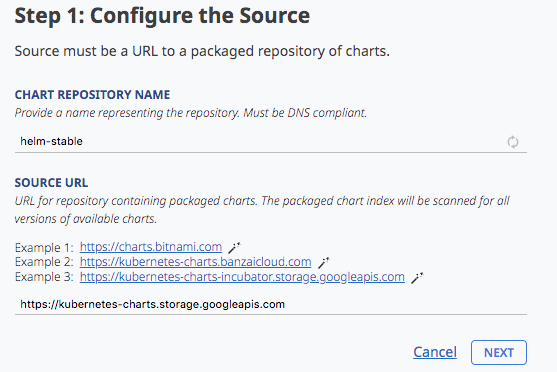 Step 1: Configure the Source
Source must be a URL to a packaged repository of charts.
CHART REPOSITORY NAME
Provide a name representing the repository. Must be DNS compliant.
helm-stable
SOURCE URL
URL for repository containing packaged charts. The packaged chart index will be scanned for all
versions of available charts.
Example 1: https://charts.bitnami.com
Example 2: https://kubernetes-charts.banzaicloud.com
Example 3: https://kubernetes-charts-incubator.storage.googleapis.com
https://kubernetes-charts.storage.googleapis.com
Cancel NEXT